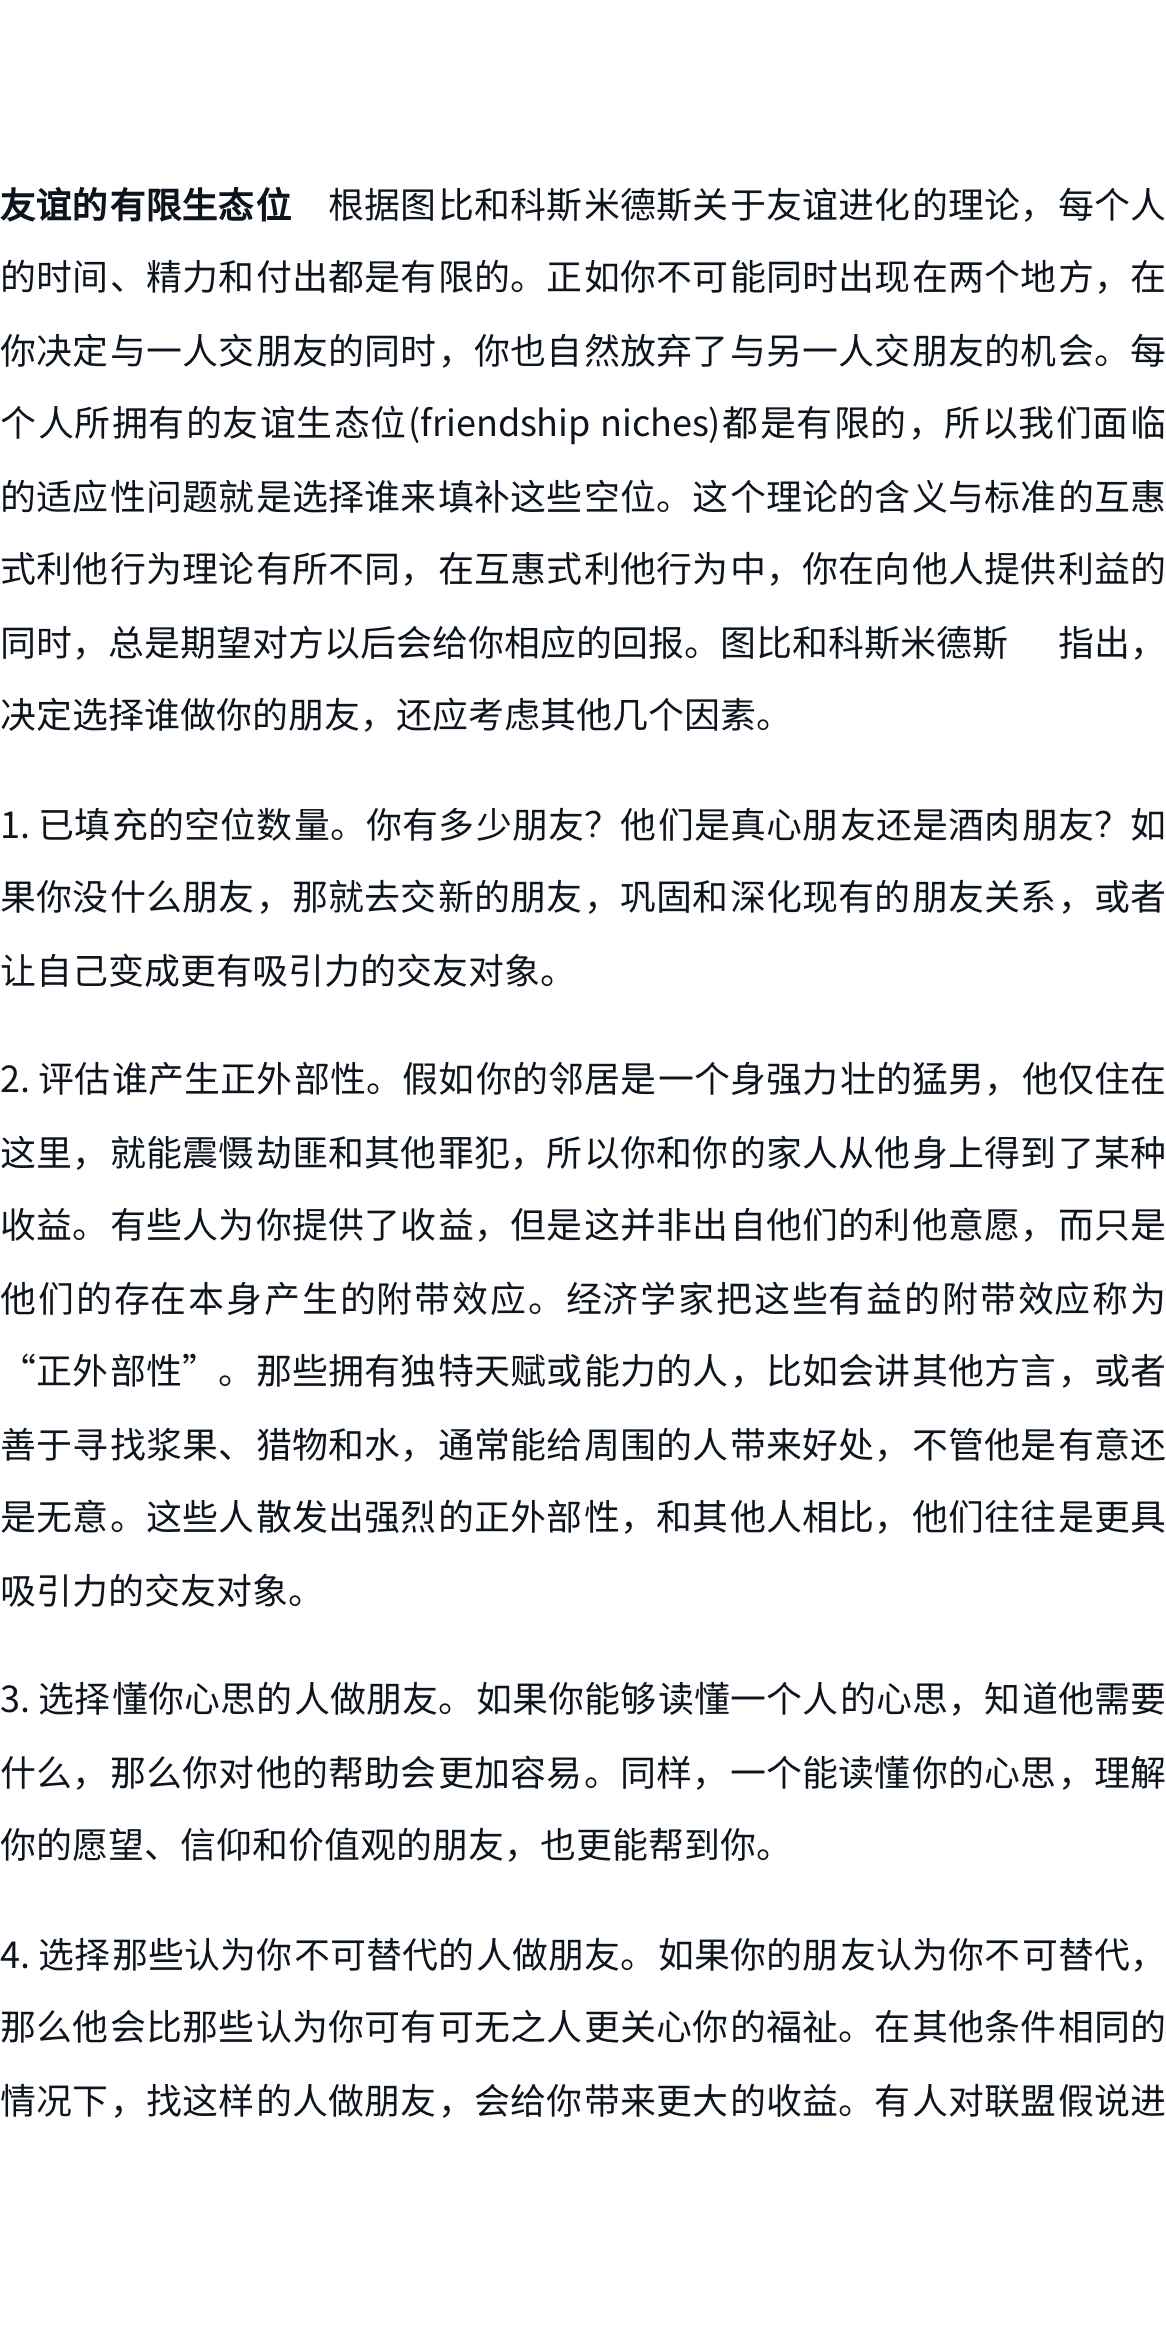 友谊的有限生态位　根据图比和科斯米德斯关于友谊进化的理论，每个人
的时间、精力和付出都是有限的。正如你不可能同时出现在两个地方，在
你决定与一人交朋友的同时，你也自然放弃了与另一人交朋友的机会。每
个人所拥有的友谊生态位(friendship niches)都是有限的，所以我们面临
的适应性问题就是选择谁来填补这些空位。这个理论的含义与标准的互惠
式利他行为理论有所不同，在互惠式利他行为中，你在向他人提供利益的
同时，总是期望对方以后会给你相应的回报。图比和科斯米德斯　指出，
决定选择谁做你的朋友，还应考虑其他几个因素。
1. 已填充的空位数量。你有多少朋友？他们是真心朋友还是酒肉朋友？如
果你没什么朋友，那就去交新的朋友，巩固和深化现有的朋友关系，或者
让自己变成更有吸引力的交友对象。
2. 评估谁产生正外部性。假如你的邻居是一个身强力壮的猛男，他仅住在
这里，就能震慑劫匪和其他罪犯，所以你和你的家人从他身上得到了某种
收益。有些人为你提供了收益，但是这并非出自他们的利他意愿，而只是
他们的存在本身产生的附带效应。经济学家把这些有益的附带效应称为
“正外部性”。那些拥有独特天赋或能力的人，比如会讲其他方言，或者
善于寻找浆果、猎物和水，通常能给周围的人带来好处，不管他是有意还
是无意。这些人散发出强烈的正外部性，和其他人相比，他们往往是更具
吸引力的交友对象。
3. 选择懂你心思的人做朋友。如果你能够读懂一个人的心思，知道他需要
什么，那么你对他的帮助会更加容易。同样，一个能读懂你的心思，理解
你的愿望、信仰和价值观的朋友，也更能帮到你。
4. 选择那些认为你不可替代的人做朋友。如果你的朋友认为你不可替代，
那么他会比那些认为你可有可无之人更关心你的福祉。在其他条件相同的
情况下，找这样的人做朋友，会给你带来更大的收益。有人对联盟假说进